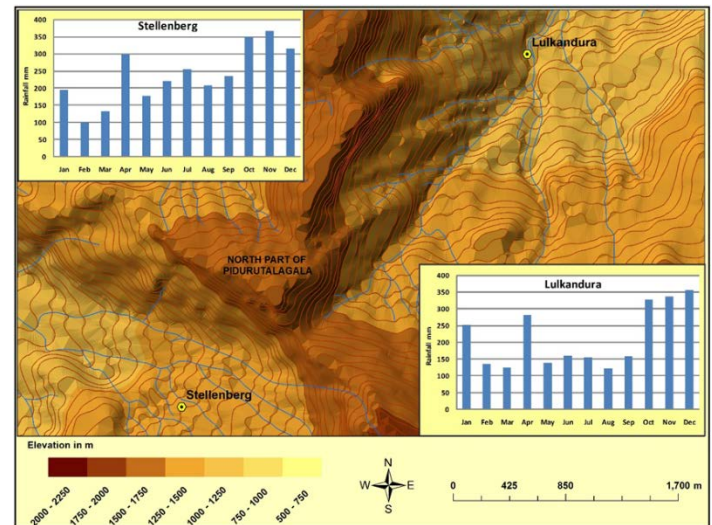 Stellenberg
Rainfall mm
400
350
300
250
200
150
100
50
0
Jan Feb Mar Apr May Jun Jul Aug Sep Oct Nov Dec
Lulkandura
NORTH PART OF
PIDURUTALAGALA
Lulkandura
Rainfall mm
400
350
300
250
200
150
100
50
0
Jan Feb Mar Apr May Jun Jul Aug Sep Oct Nov Dec
Stellenberg
Elevation in m
2000 - 2250
1750 - 2000
1500 - 1750
1250 - 1500
1000 - 1250
750 - 1000
500 - 750
N
W E
S
0 425 850 1,700 m